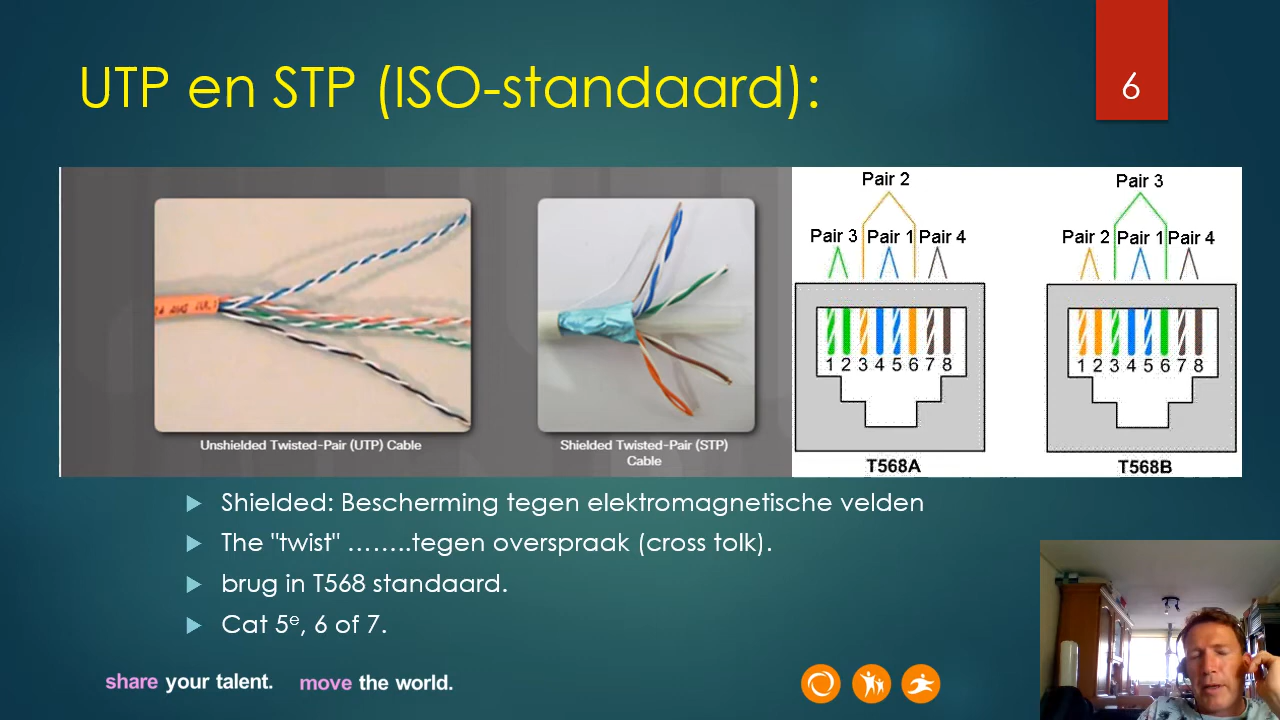 UTP en STP (ISO-standaard):
6
Pair 2
Pair 3 Pair 1 Pair 4
1 2 3 4 5 6 7 8
T568A
Pair 3
Pair 2 Pair 1 Pair 4
1 2 3 4 5 6 7 8
T568B
Unshielded Twisted-Pair (UTP) Cable
Shielded Twisted-Pair (STP)
Cable
Shielded: Bescherming tegen elektromagnetische velden
The "twist" ........tegen overspraak (cross tolk).
brug in T568 standaard.
Cat 5e, 6 of 7.
share your talent. move the world.